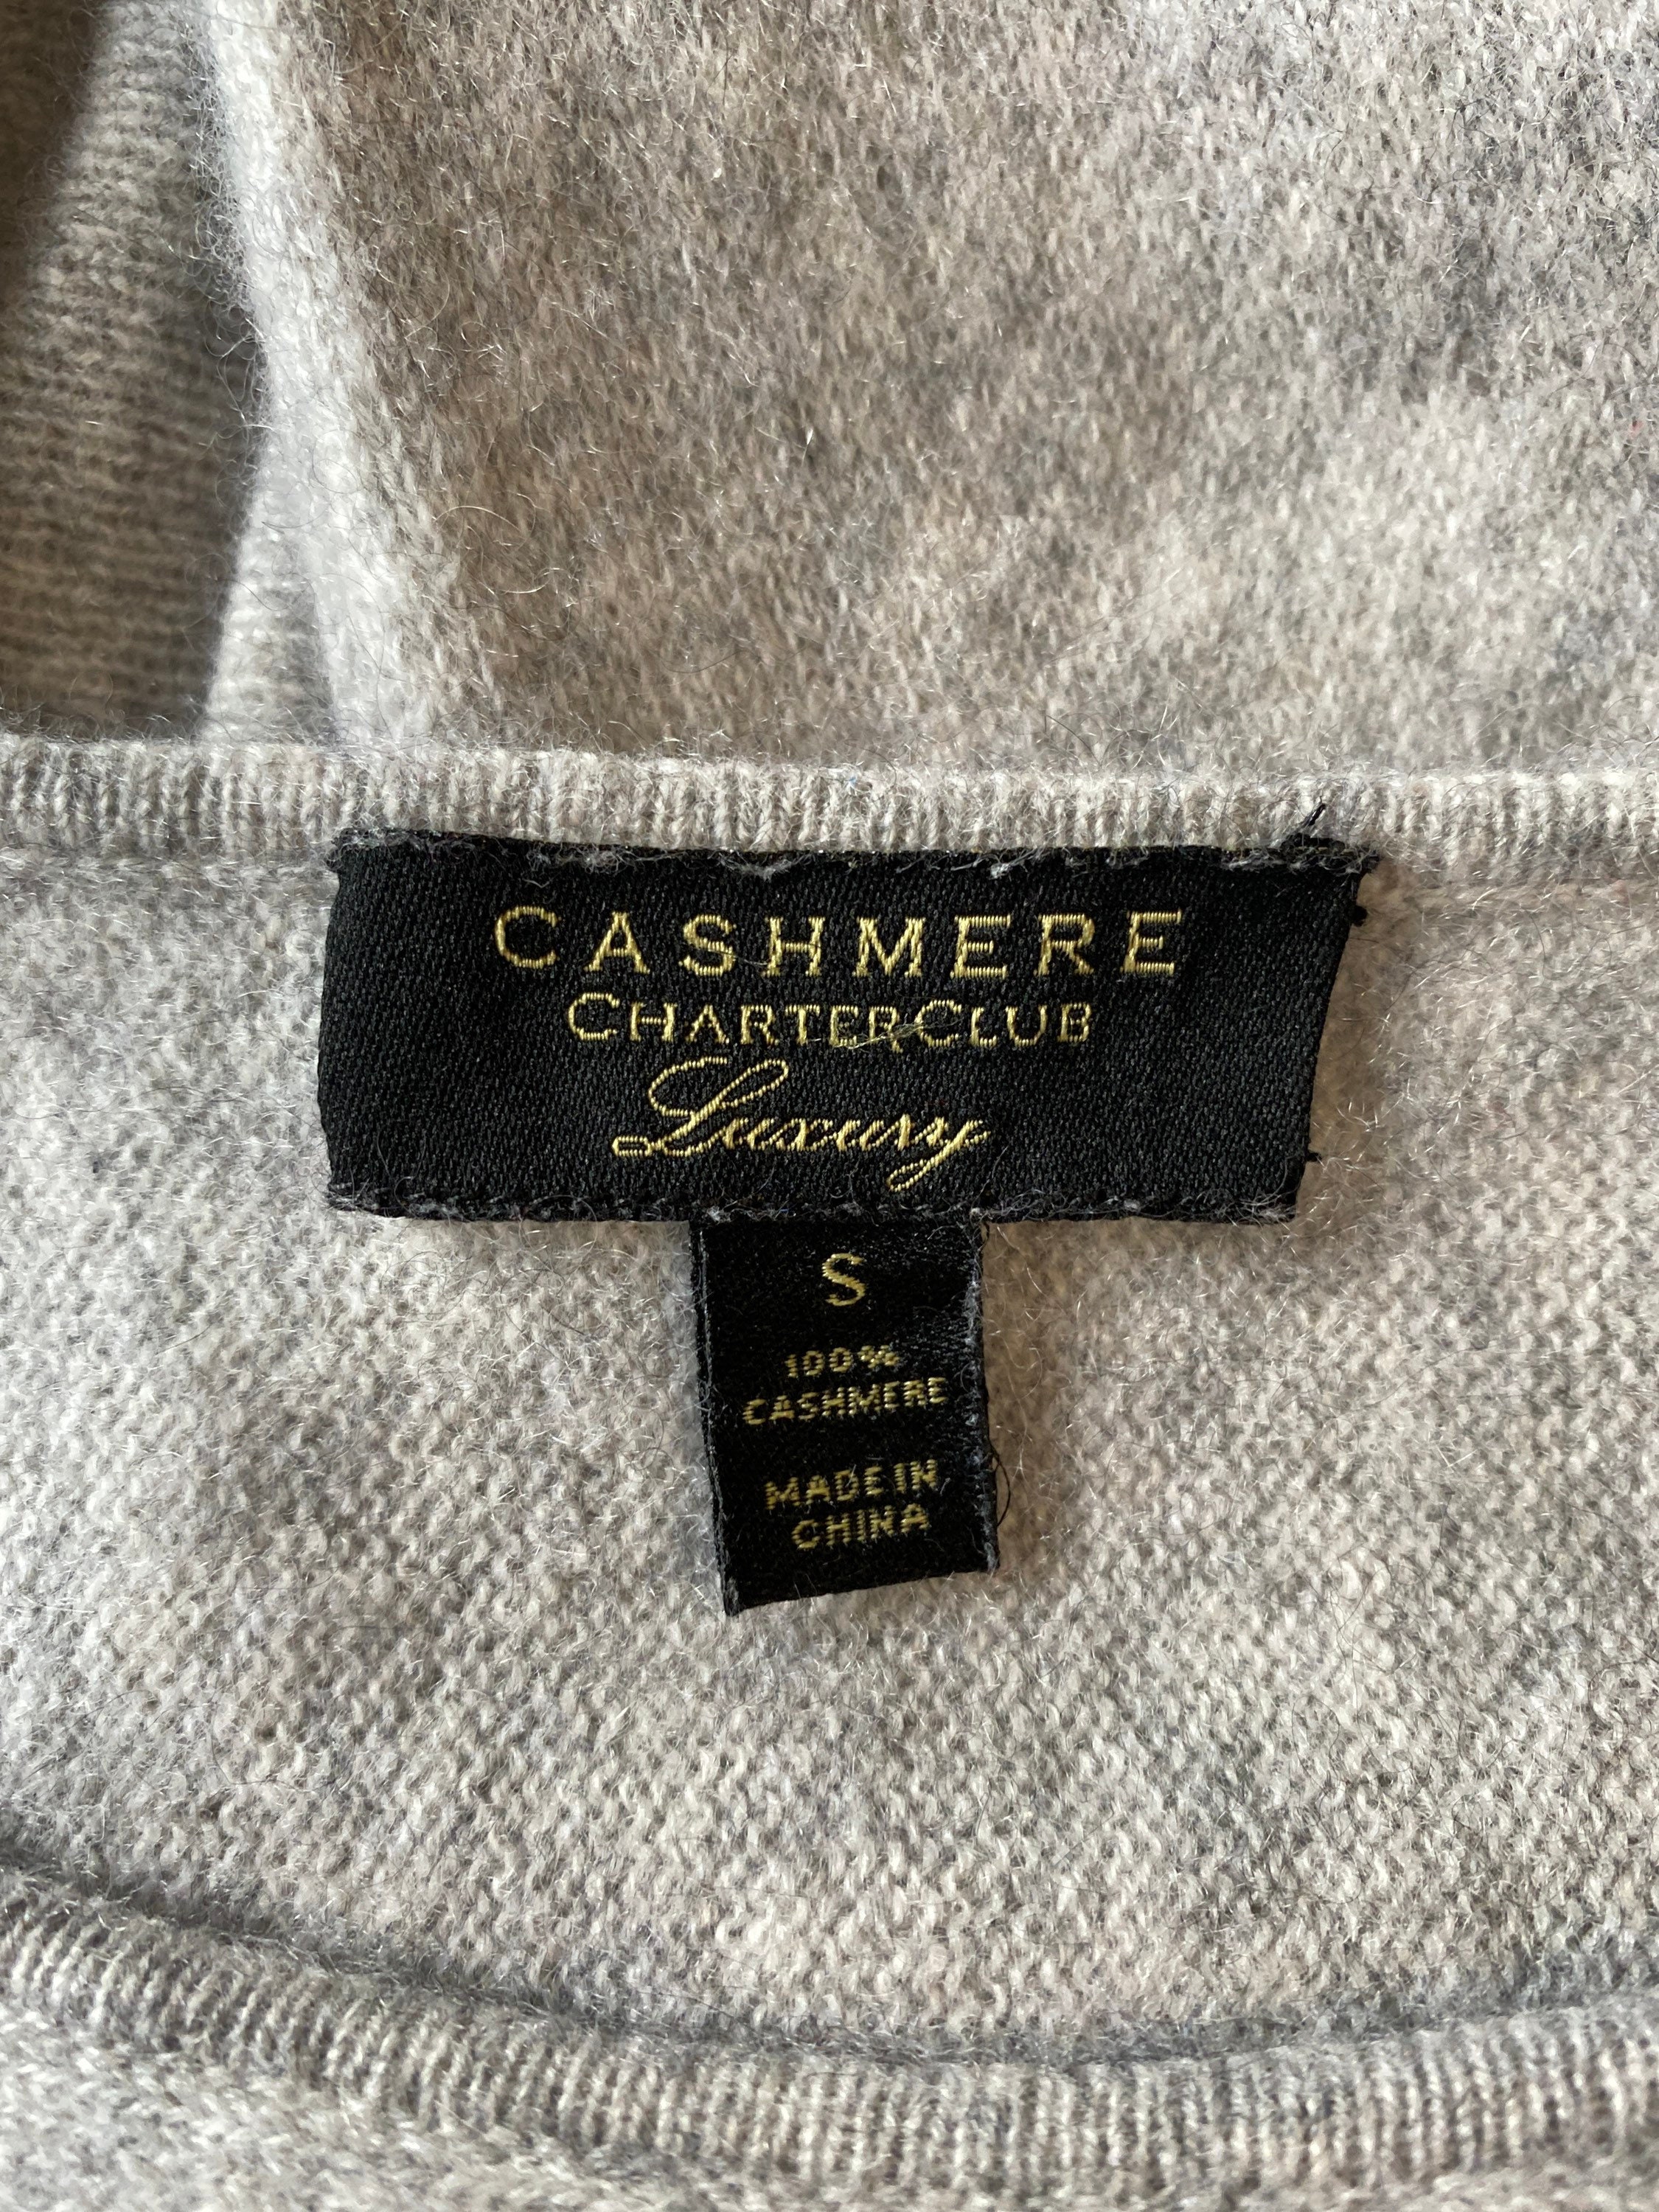 CASHMERE
CHARTER CLUB
Luxury
S
100%
CASHMERE
MADE IN
CHINA